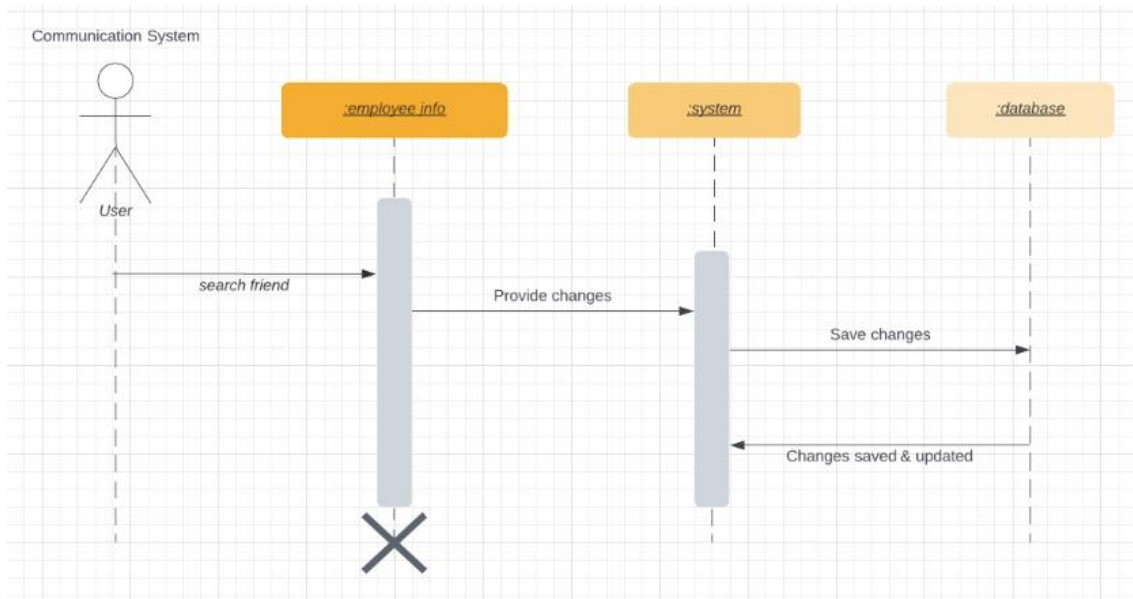 Communication System
:employee info
:system
:database
User
search friend
Provide changes
Save changes
Changes saved & updated